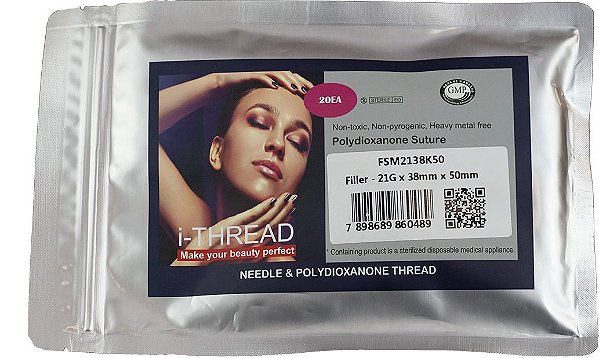 20EA
STERILE EO
GMP
Non-toxic, Non-pyrogenic, Heavy metal free
Polydioxanone Suture
FSM2138K50
Filler - 21G x 38mm x 50mm
7 898689 860489
i-THREAD
Make your beauty perfect
* Containing product is a sterilized disposable medical appliance.
NEEDLE & POLYDIOXANONE THREAD